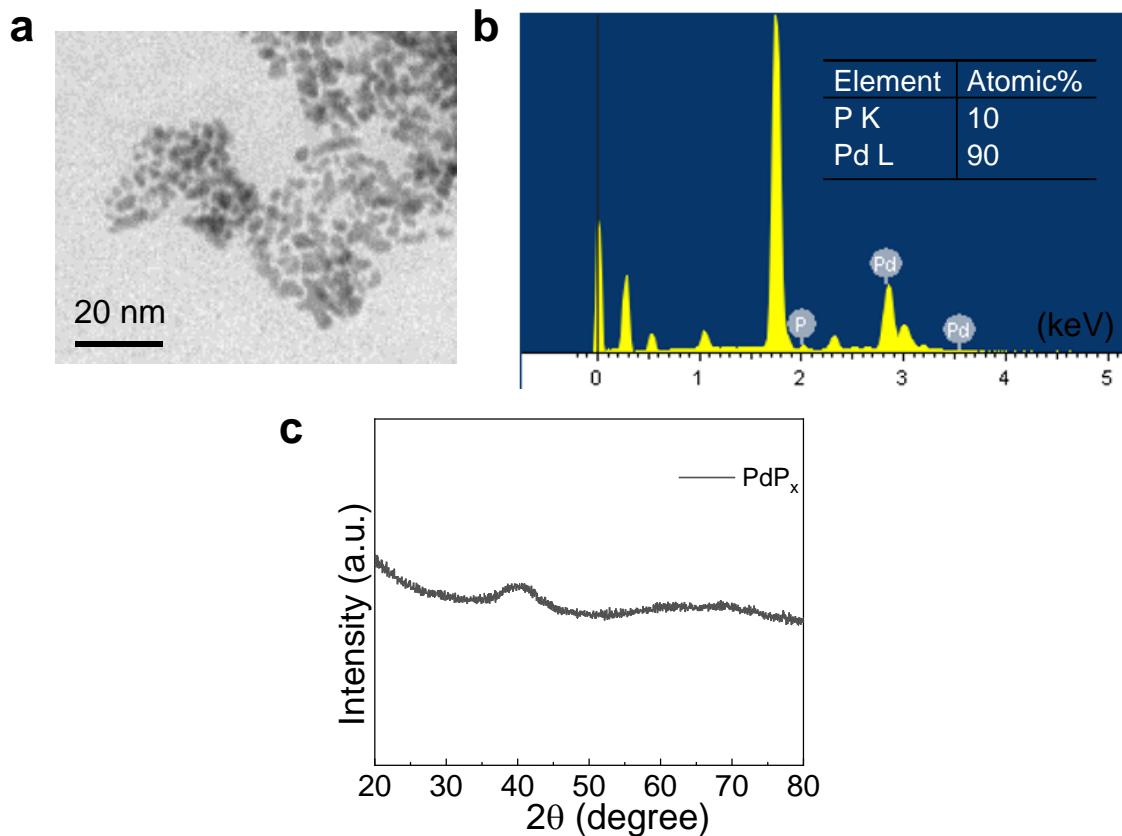 a
20 nm
b
Element Atomic%
P K 10
Pd L 90
P
Pd
Pd
(keV)
0 1 2 3 4 5
c
PdPₓ
Intensity (a.u.)
20 30 40 50 60 70 80
2θ (degree)